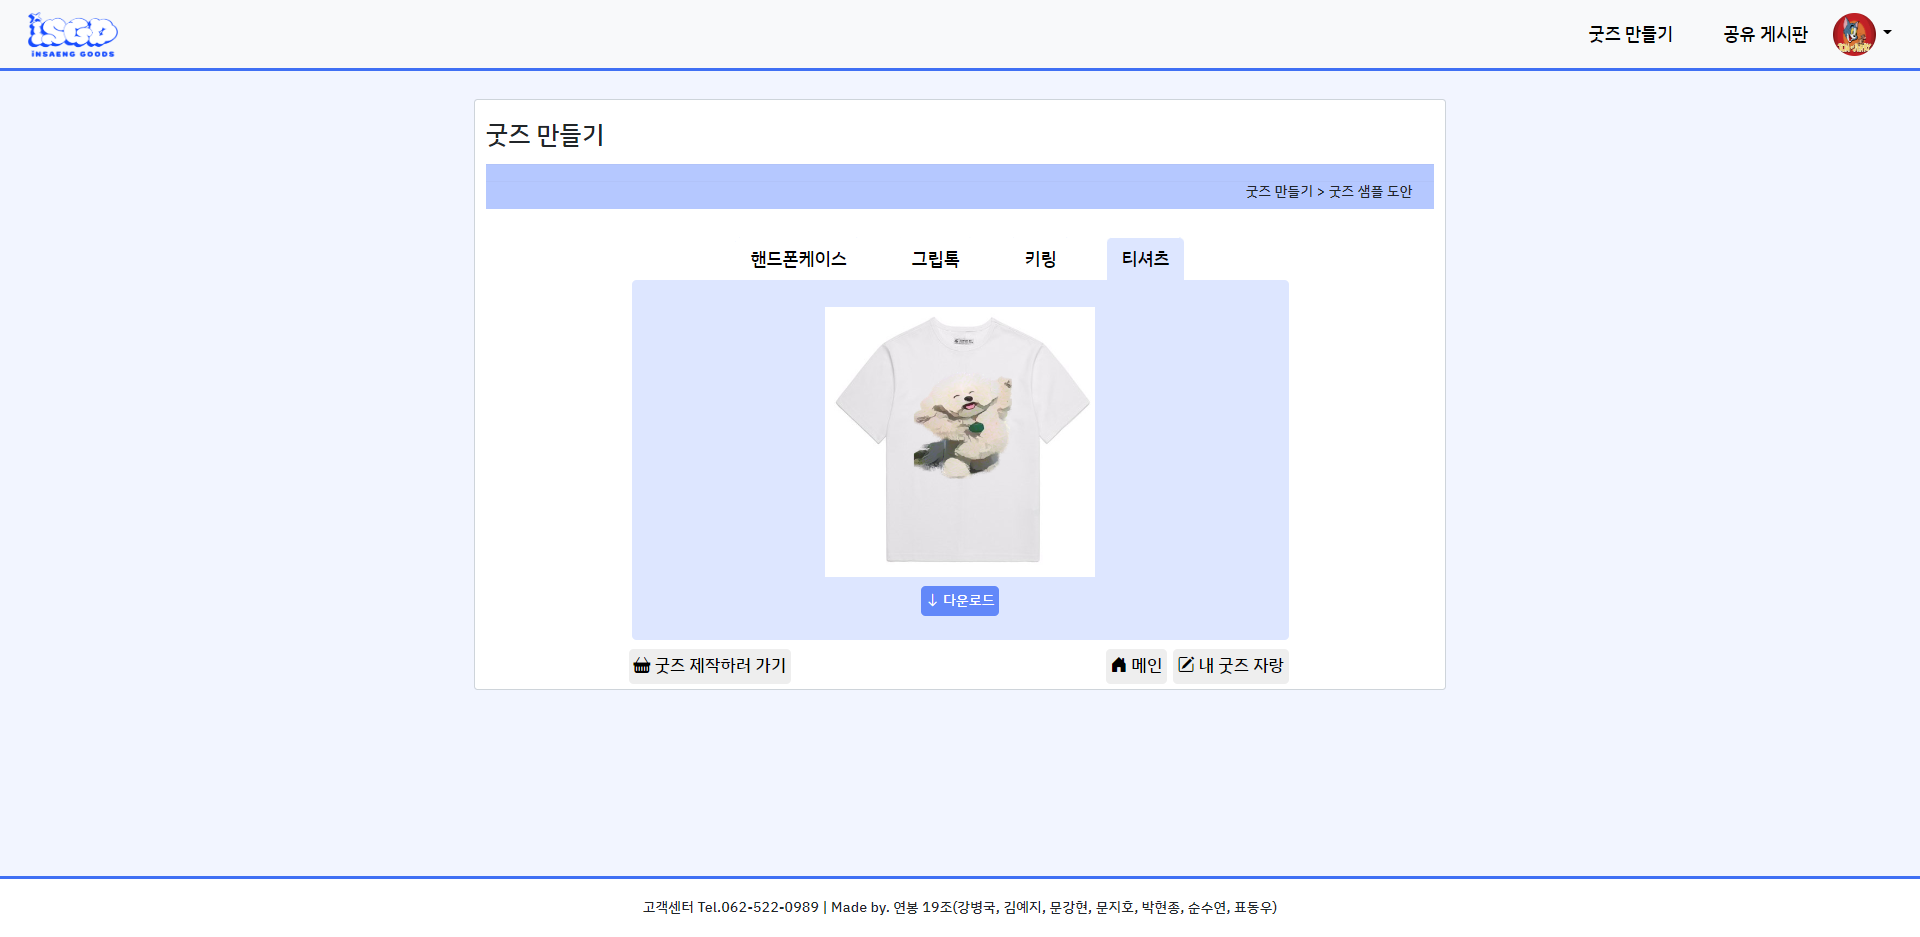 iSGD
iNSAENG GOODS
굿즈 만들기
공유 게시판
굿즈 만들기
굿즈 만들기 > 굿즈 샘플 도안
핸드폰케이스
그립톡
키링
티셔츠
↓ 다운로드
굿즈 제작하러 가기
메인
내 굿즈 자랑
고객센터 Tel.062-522-0989 | Made by. 연봉 19조(강병국, 김예지, 문강현, 문지호, 박현종, 순수연, 표동우)